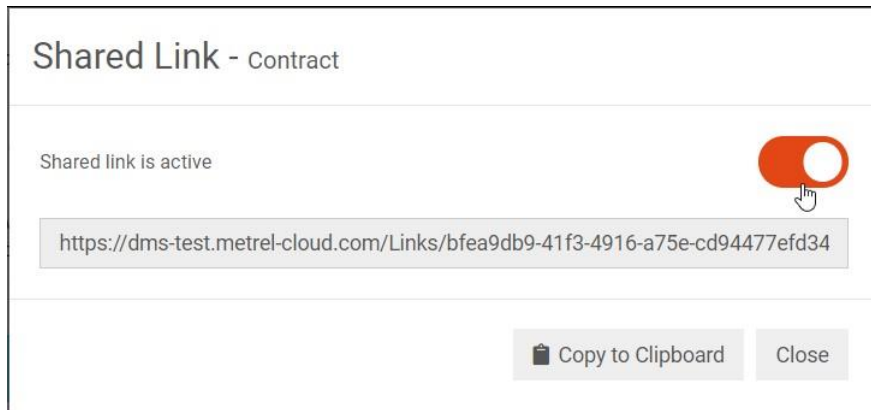 Shared Link - Contract
Shared link is active
https://dms-test.metrel-cloud.com/Links/bfea9db9-41f3-4916-a75e-cd94477efd34
Copy to Clipboard Close